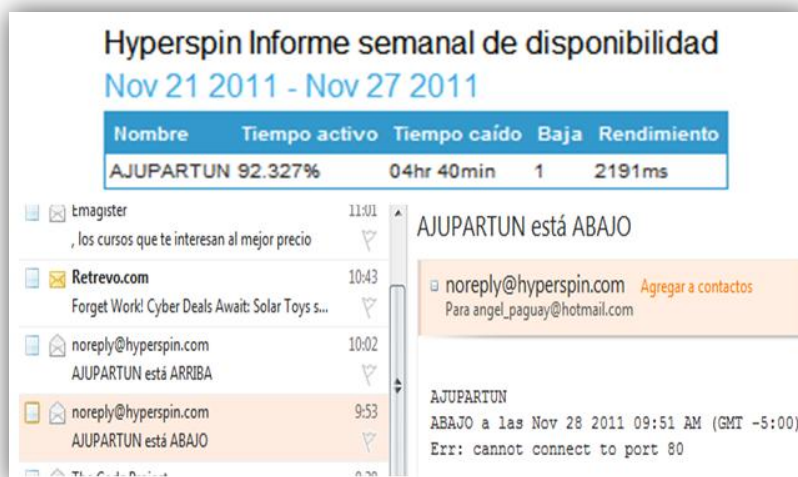 Hyperspin Informe semanal de disponibilidad
Nov 21 2011 - Nov 27 2011
Nombre Tiempo activo Tiempo caído Baja Rendimiento
AJUPARTUN 92.327% 04hr 40min 1 2191ms
Emagister 11:01
, los cursos que te interesan al mejor precio
Retrevo.com 10:43
Forget Work! Cyber Deals Await: Solar Toys s...
noreply@hyperspin.com 10:02
AJUPARTUN está ARRIBA
noreply@hyperspin.com 9:53
AJUPARTUN está ABAJO
The Code Project
AJUPARTUN está ABAJO
noreply@hyperspin.com Agregar a contactos
Para angel_paguay@hotmail.com
AJUPARTUN
ABAJO a las Nov 28 2011 09:51 AM (GMT -5:00)
Err: cannot connect to port 80